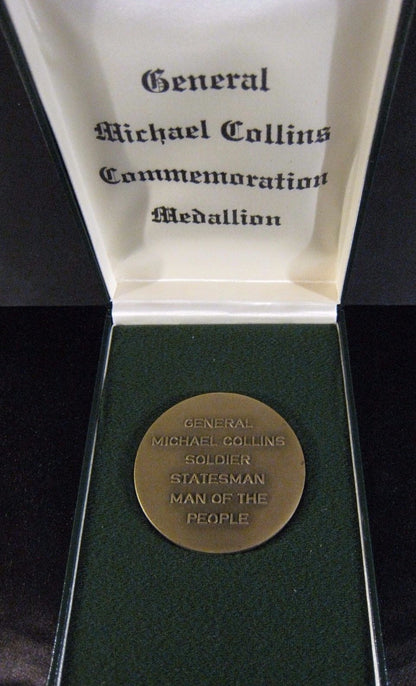 General
Michael Collins
Commemoration
Medallion
GENERAL
MICHAEL COLLINS
SOLDIER
STATESMAN
MAN OF THE
PEOPLE